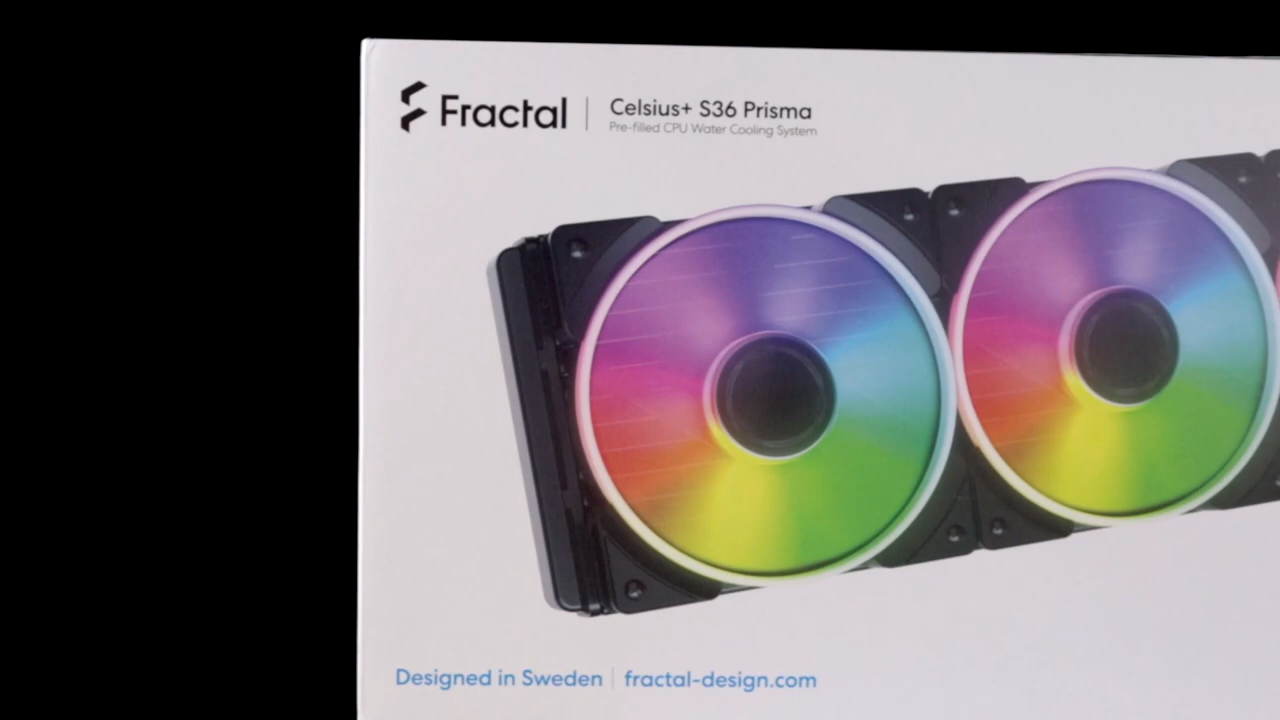 Fractal
Celsius+ S36 Prisma
Pre-filled CPU Water Cooling System
Designed in Sweden | fractal-design.com